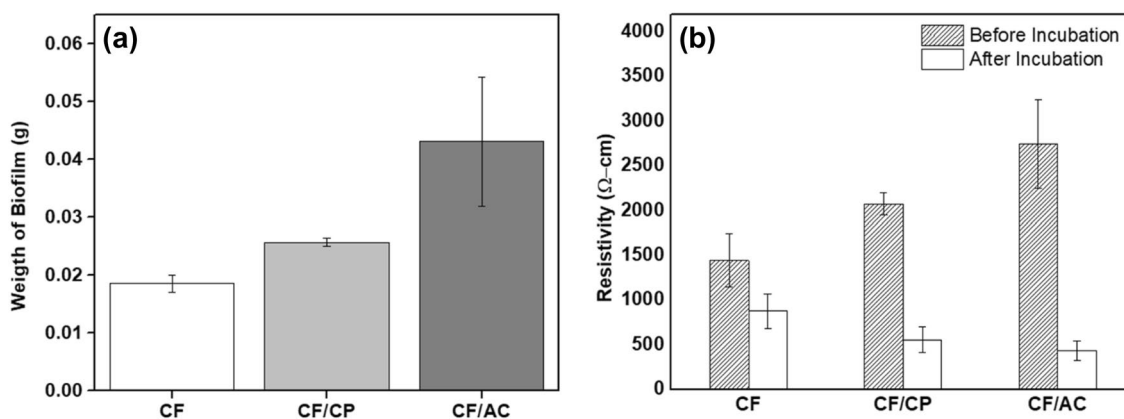 (a)
Weigth of Biofilm (g)
0.06
0.05
0.04
0.03
0.02
0.01
0.00
CF
CF/CP
CF/AC
(b)
Before Incubation
After Incubation
Resistivity (Ω−cm)
4000
3500
3000
2500
2000
1500
1000
500
0
CF
CF/CP
CF/AC